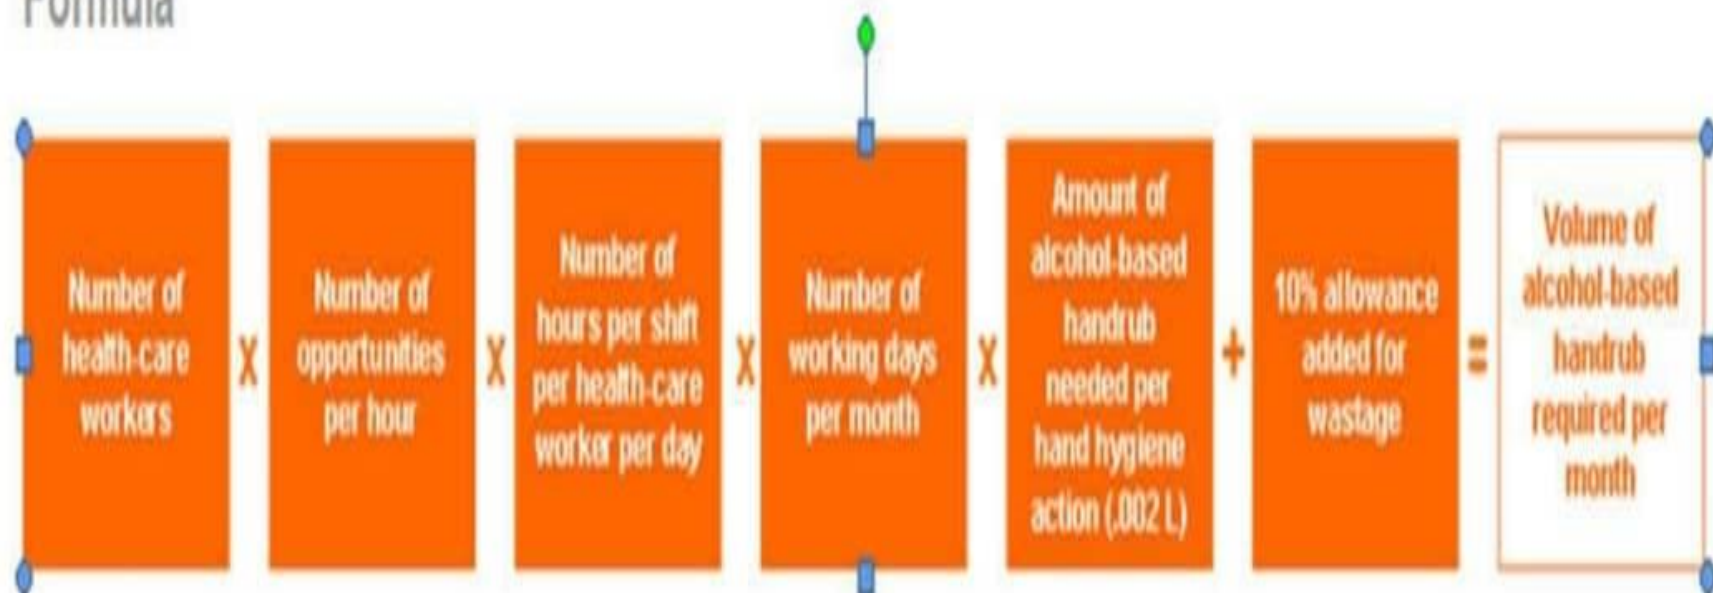 Formula
Number of
health-care
workers
x
Number of
opportunities
per hour
x
Number of
hours per shift
per health-care
worker per day
x
Number of
working days
per month
x
Amount of
alcohol-based
handrub
needed per
hand hygiene
action (.002 L)
+
10% allowance
added for
wastage
=
Volume of
alcohol-based
handrub
required per
month